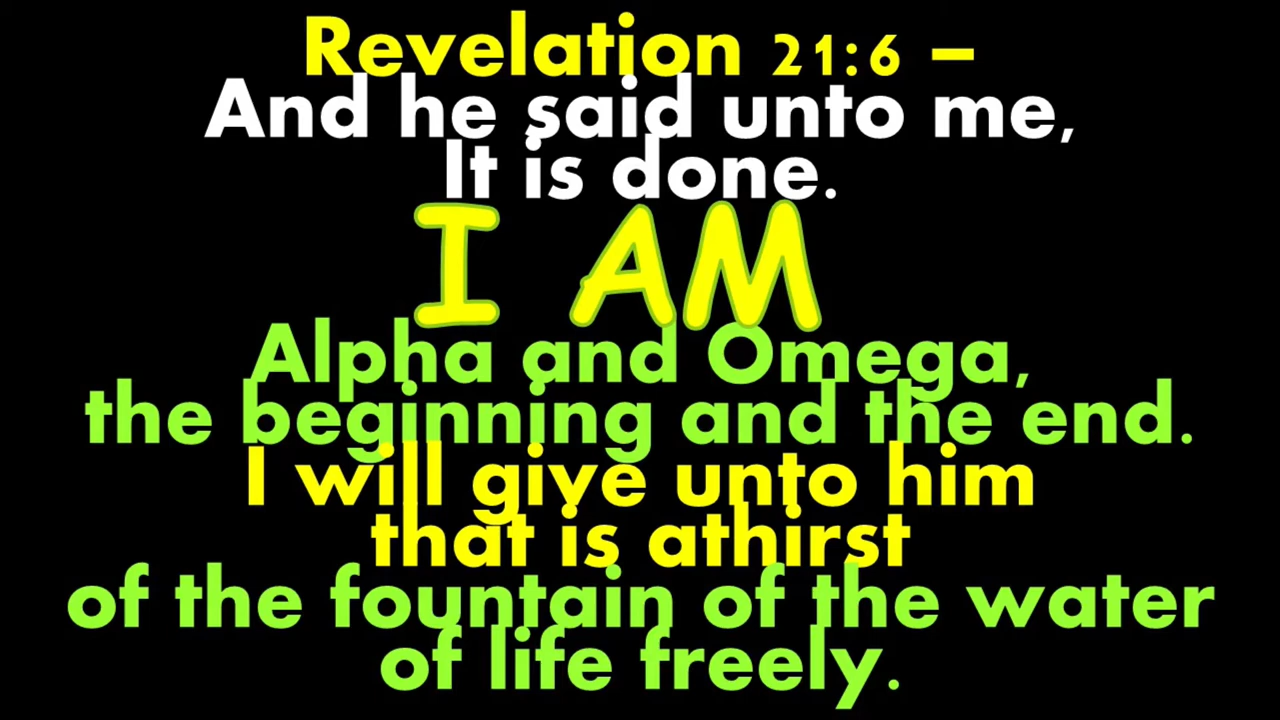 Revelation 21:6 –
And he said unto me,
It is done.
I AM
Alpha and Omega,
the beginning and the end.
I will give unto him
that is athirst
of the fountain of the water
of life freely.